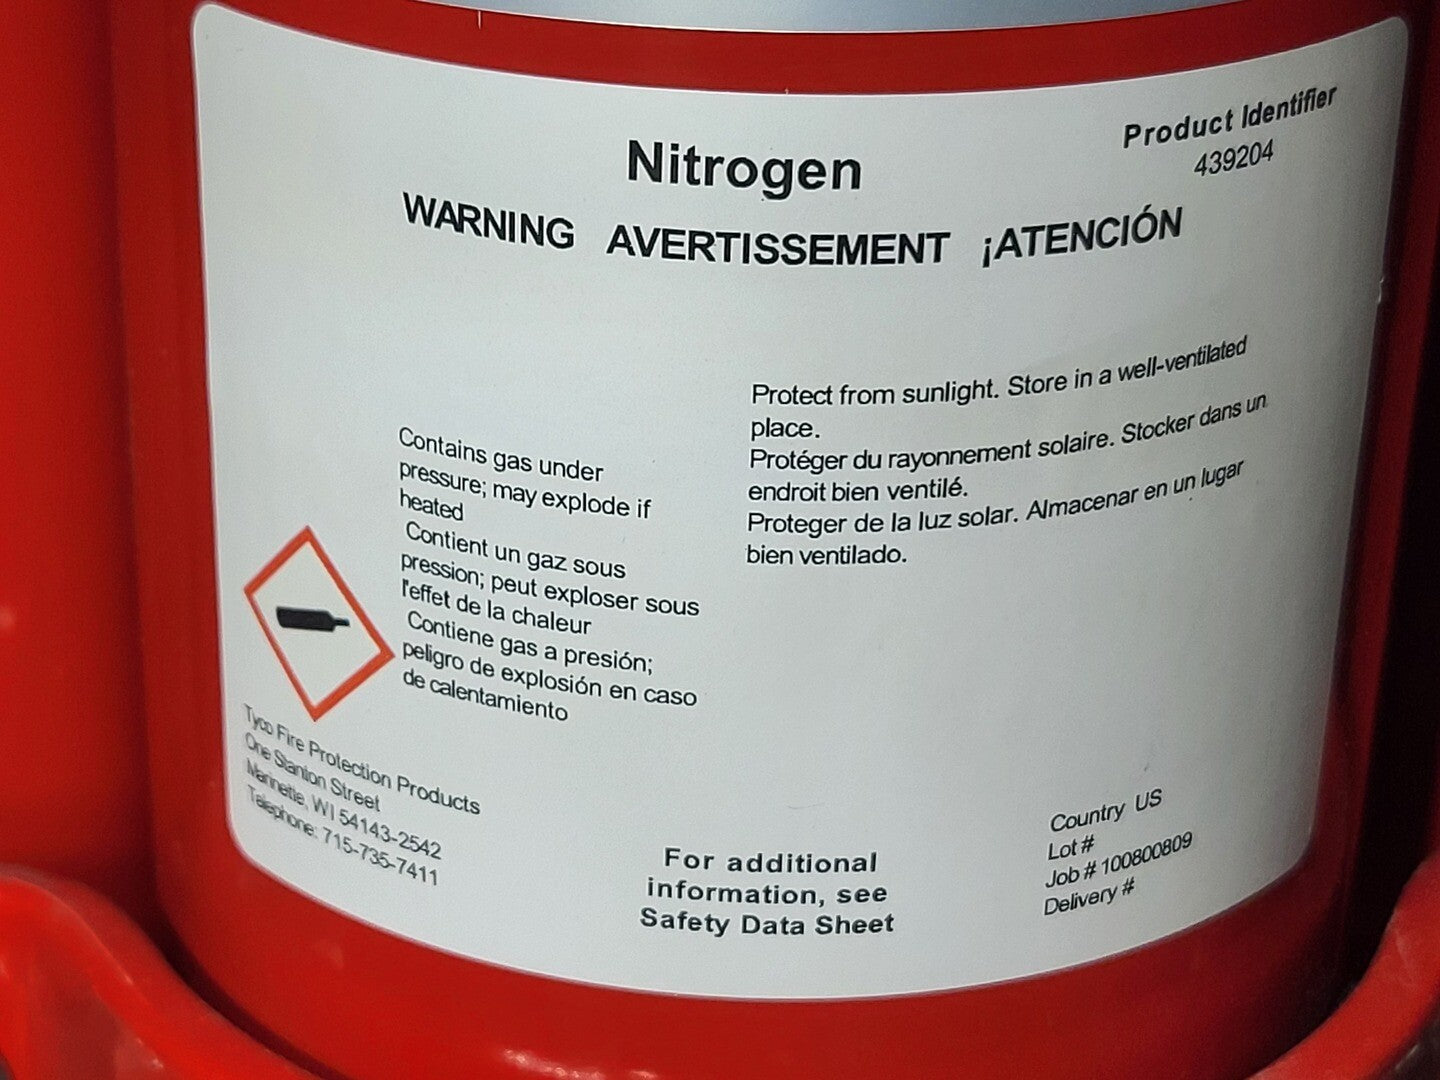 Nitrogen
Product Identifier
439204
WARNING AVERTISSEMENT ¡ATENCIÓN
Protect from sunlight. Store in a well-ventilated
place.
Protéger du rayonnement solaire. Stocker dans un
endroit bien ventilé.
Proteger de la luz solar. Almacenar en un lugar
bien ventilado.
Contains gas under
pressure; may explode if
heated
Contient un gaz sous
pression; peut exploser sous
l'effet de la chaleur
Contiene gas a presión;
peligro de explosión en caso
de calentamiento
Tyco Fire Protection Products
One Stanton Street
Marinette, WI 54143-2542
Telephone: 715-735-7411
For additional
information, see
Safety Data Sheet
Country US
Lot #
Job # 100800809
Delivery #